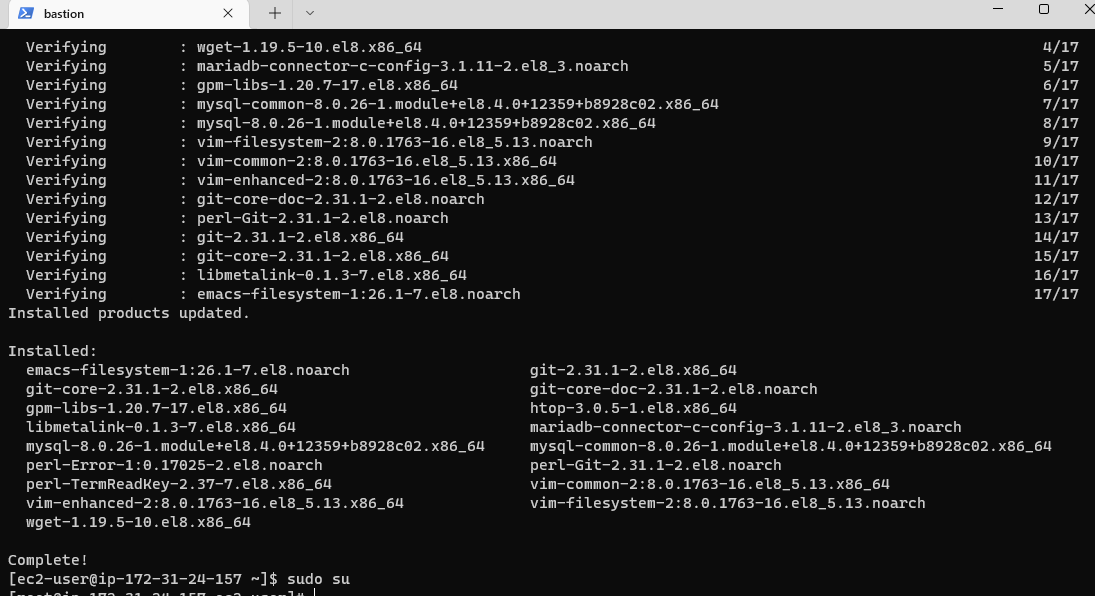 bastion
Verifying : wget-1.19.5-10.el8.x86_64 4/17
Verifying : mariadb-connector-c-config-3.1.11-2.el8_3.noarch 5/17
Verifying : gpm-libs-1.20.7-17.el8.x86_64 6/17
Verifying : mysql-common-8.0.26-1.module+el8.4.0+12359+b8928c02.x86_64 7/17
Verifying : mysql-8.0.26-1.module+el8.4.0+12359+b8928c02.x86_64 8/17
Verifying : vim-filesystem-2:8.0.1763-16.el8_5.13.noarch 9/17
Verifying : vim-common-2:8.0.1763-16.el8_5.13.x86_64 10/17
Verifying : vim-enhanced-2:8.0.1763-16.el8_5.13.x86_64 11/17
Verifying : git-core-doc-2.31.1-2.el8.noarch 12/17
Verifying : perl-Git-2.31.1-2.el8.noarch 13/17
Verifying : git-2.31.1-2.el8.x86_64 14/17
Verifying : git-core-2.31.1-2.el8.x86_64 15/17
Verifying : libmetalink-0.1.3-7.el8.x86_64 16/17
Verifying : emacs-filesystem-1:26.1-7.el8.noarch 17/17
Installed products updated.
Installed:
emacs-filesystem-1:26.1-7.el8.noarch git-2.31.1-2.el8.x86_64
git-core-2.31.1-2.el8.x86_64 git-core-doc-2.31.1-2.el8.noarch
gpm-libs-1.20.7-17.el8.x86_64 htop-3.0.5-1.el8.x86_64
libmetalink-0.1.3-7.el8.x86_64 mariadb-connector-c-config-3.1.11-2.el8_3.noarch
mysql-8.0.26-1.module+el8.4.0+12359+b8928c02.x86_64 mysql-common-8.0.26-1.module+el8.4.0+12359+b8928c02.x86_64
perl-Error-1:0.17025-2.el8.noarch perl-Git-2.31.1-2.el8.noarch
perl-TermReadKey-2.37-7.el8.x86_64 vim-common-2:8.0.1763-16.el8_5.13.x86_64
vim-enhanced-2:8.0.1763-16.el8_5.13.x86_64 vim-filesystem-2:8.0.1763-16.el8_5.13.noarch
wget-1.19.5-10.el8.x86_64
Complete!
[ec2-user@ip-172-31-24-157 ~]$ sudo su
[root@ip-172-31-24-157 ec2-user]#